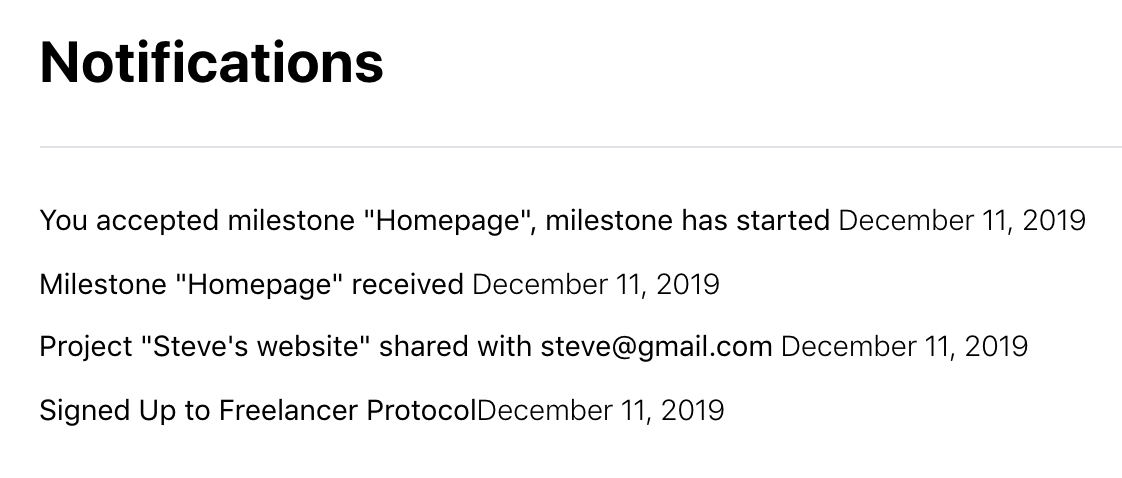 Notifications
You accepted milestone "Homepage", milestone has started December 11, 2019
Milestone "Homepage" received December 11, 2019
Project "Steve's website" shared with steve@gmail.com December 11, 2019
Signed Up to Freelancer ProtocolDecember 11, 2019